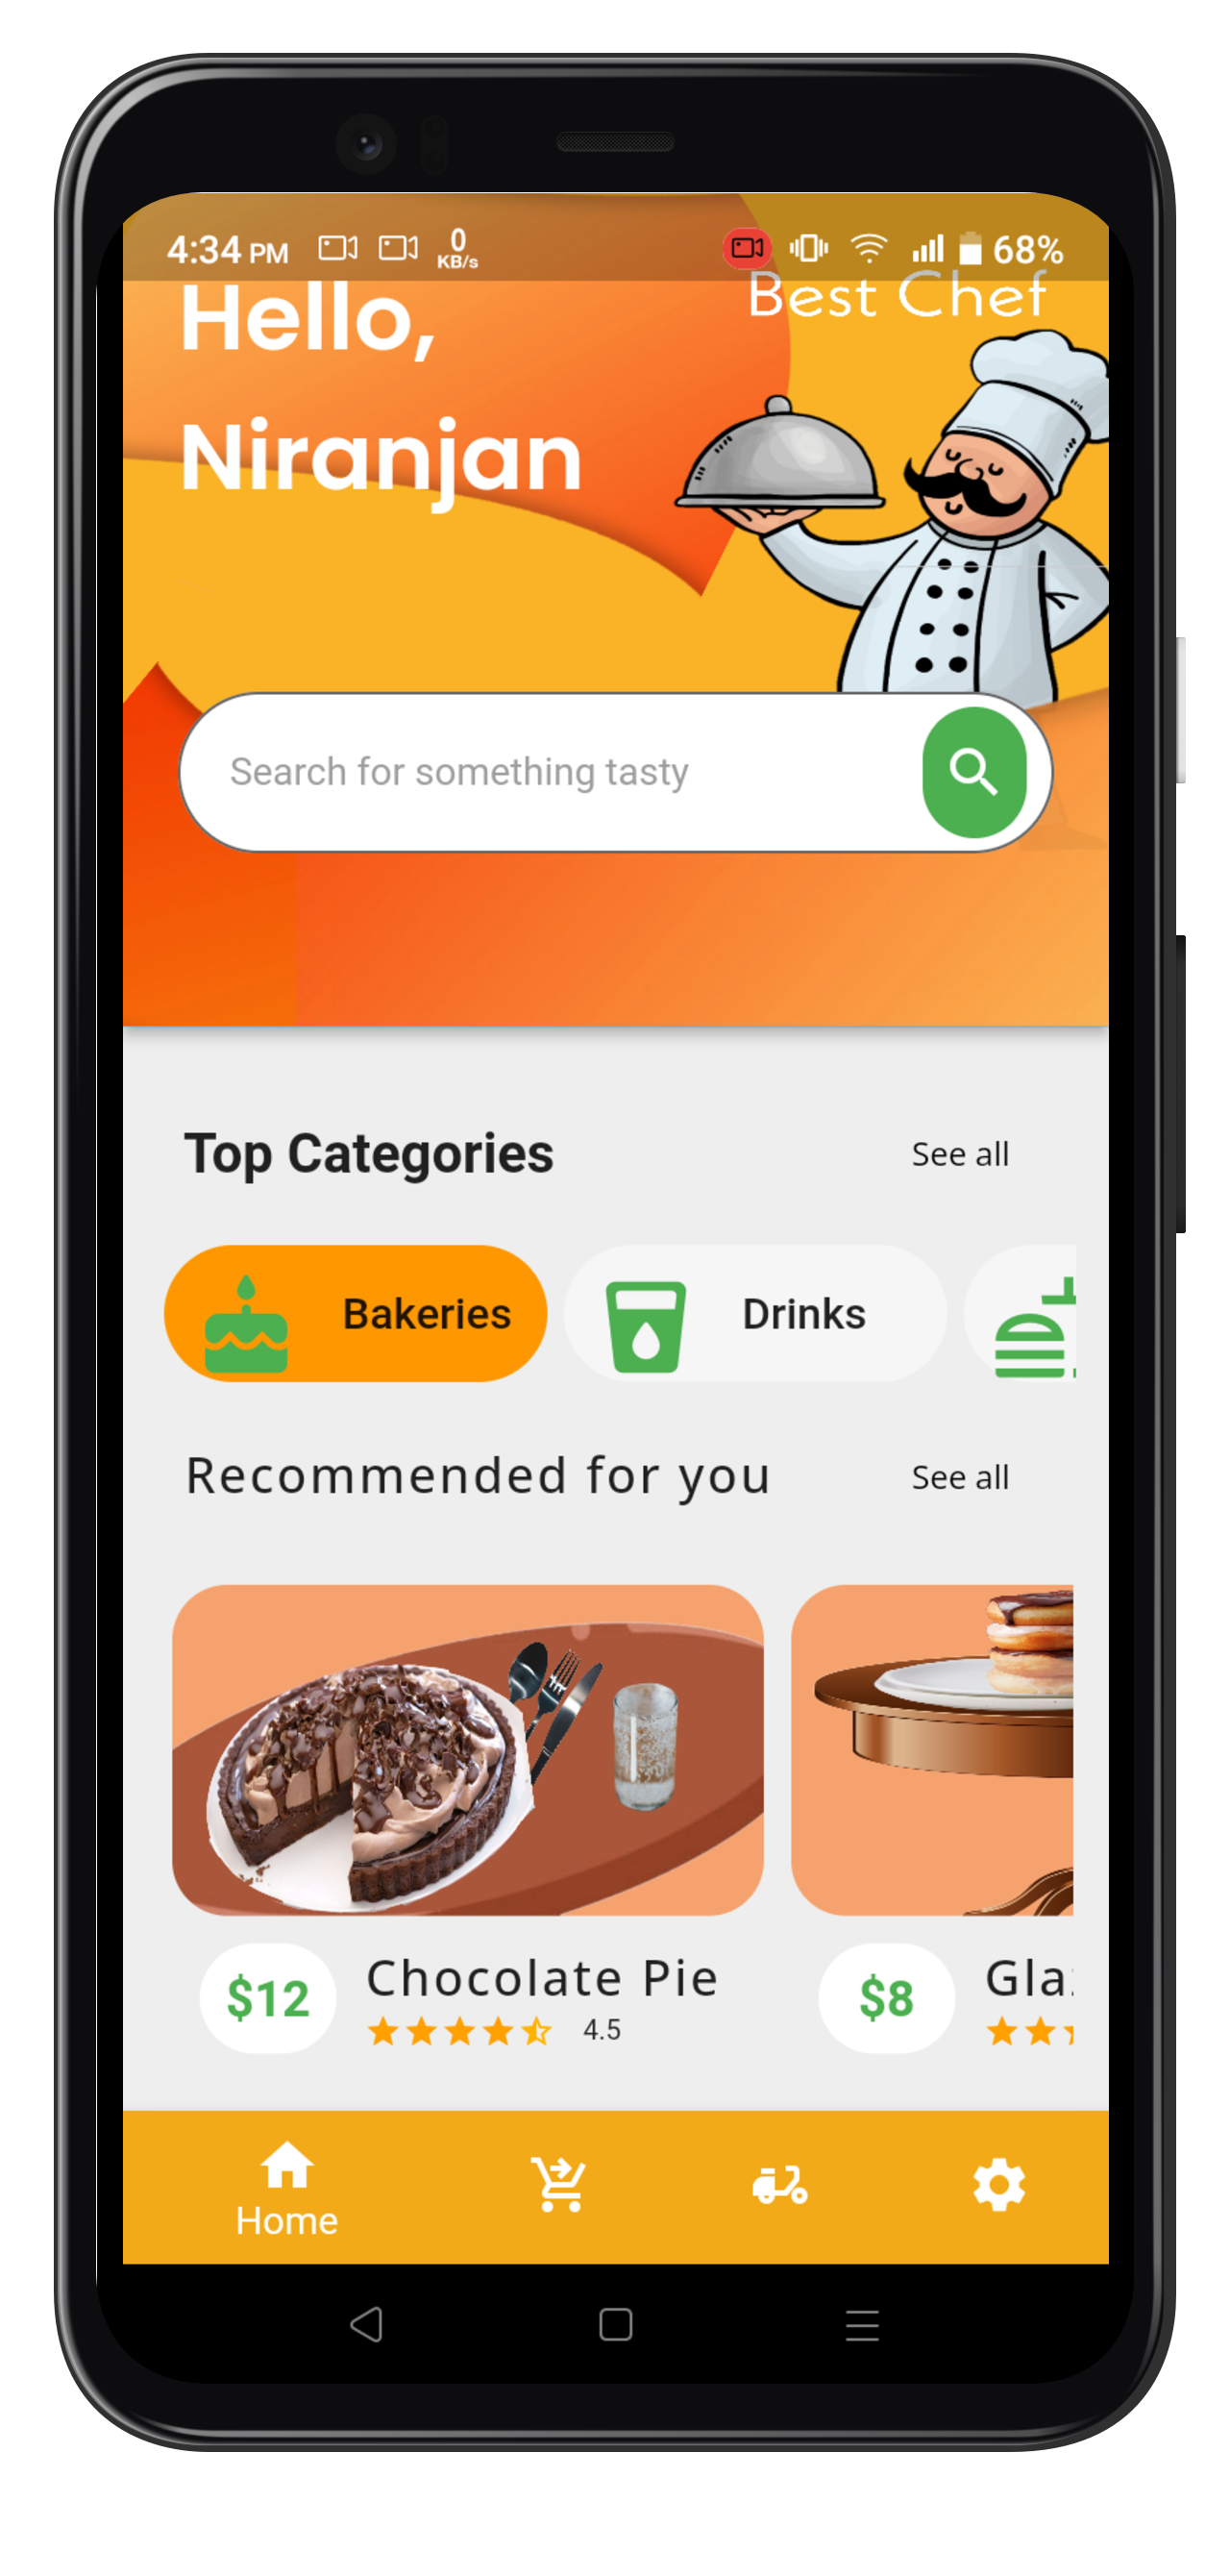 4:34 PM 0 KB/s 68%
Best Chef
Hello,
Niranjan
Search for something tasty
Top Categories See all
Bakeries Drinks
Recommended for you See all
$12 Chocolate Pie $8
4.5
Home